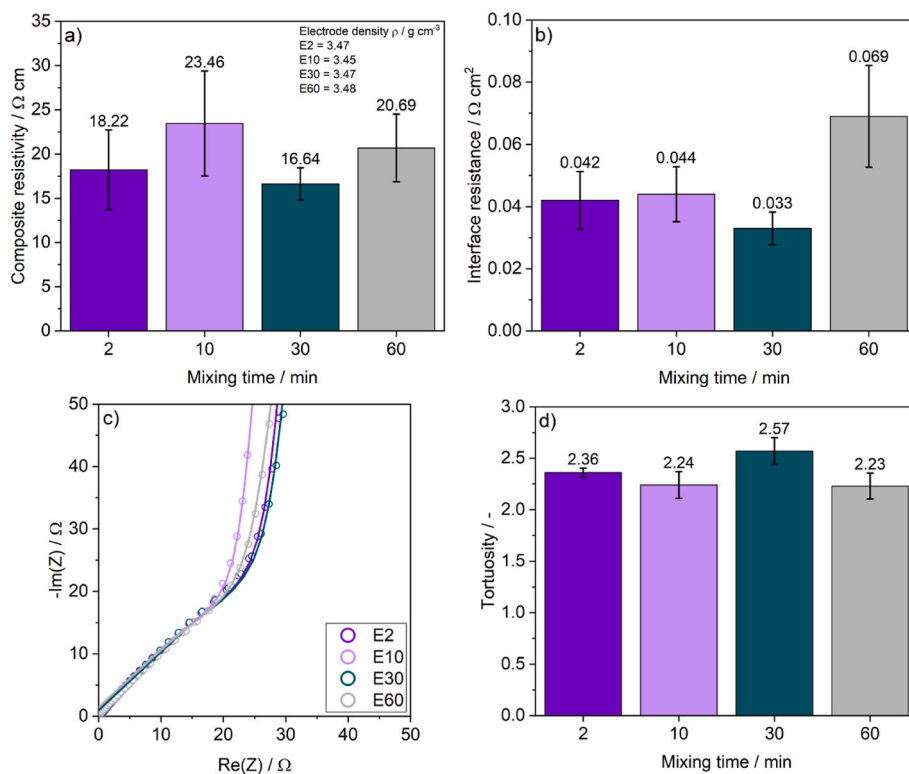 a)
Electrode density ρ / g cm⁻³
E2 = 3.47
E10 = 3.45
E30 = 3.47
E60 = 3.48
Composite resistivity / Ω cm
35
30
25
20
15
10
5
0
18.22
23.46
16.64
20.69
2
10
30
60
Mixing time / min
b)
Interface resistance / Ω cm²
0.10
0.08
0.06
0.04
0.02
0.00
0.042
0.044
0.033
0.069
2
10
30
60
Mixing time / min
c)
-Im(Z) / Ω
50
40
30
20
10
0
E2
E10
E30
E60
0
10
20
30
40
50
Re(Z) / Ω
d)
Tortuosity / -
3.0
2.5
2.0
1.5
1.0
0.5
0.0
2.36
2.24
2.57
2.23
2
10
30
60
Mixing time / min